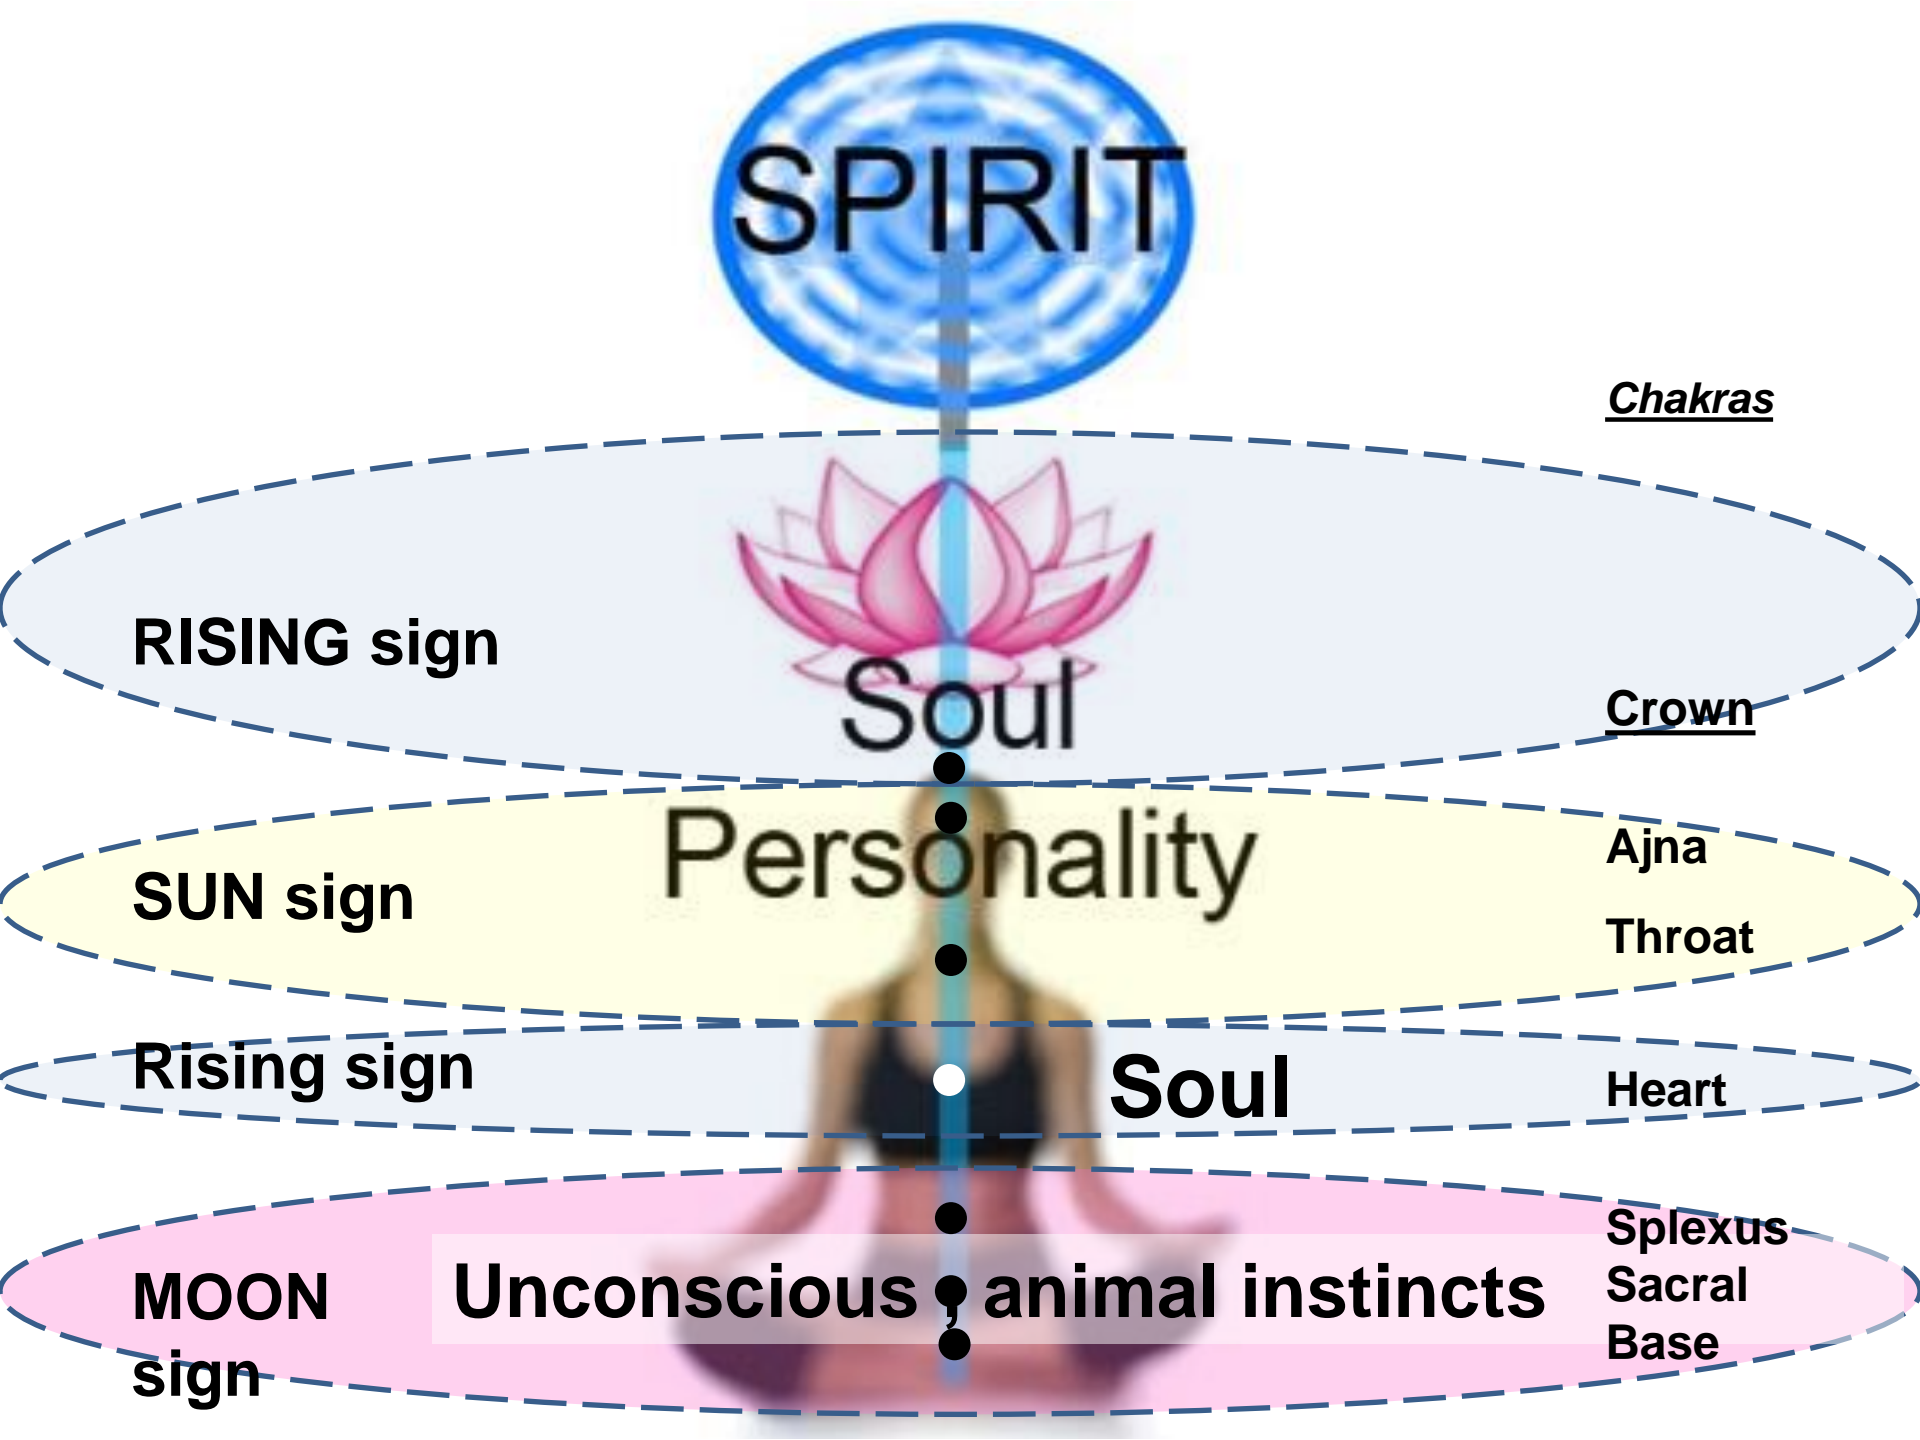 SPIRIT
Chakras
RISING sign
Soul
Crown
Personality
Ajna
SUN sign
Throat
Rising sign
Soul
Heart
Splexus
MOON
sign
Unconscious , animal instincts
Sacral
Base